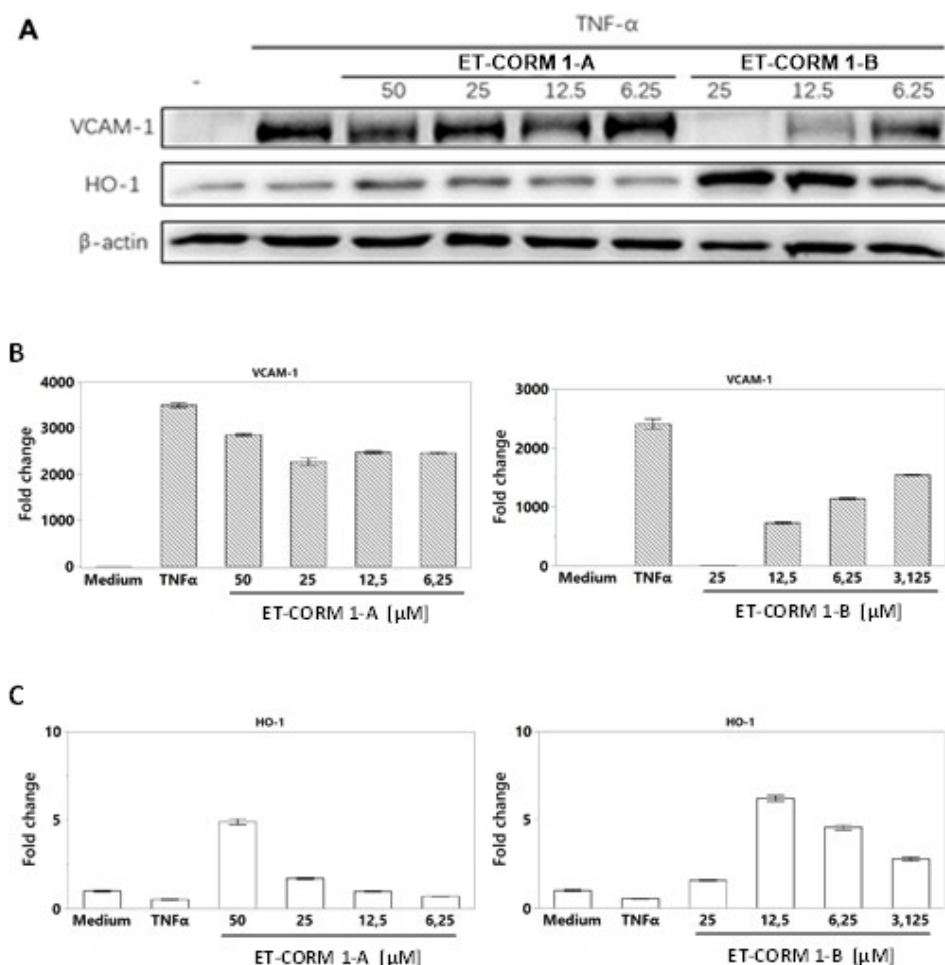 A
TNF-α
ET-CORM 1-A ET-CORM 1-B
- 50 25 12.5 6.25 25 12.5 6.25
VCAM-1
HO-1
β-actin
B
VCAM-1
4000
3000
2000
1000
0
Fold change
Medium TNFα 50 25 12,5 6,25
ET-CORM 1-A [μM]
VCAM-1
3000
2000
1000
0
Fold change
Medium TNFα 25 12,5 6,25 3,125
ET-CORM 1-B [μM]
C
HO-1
10
5
0
Fold change
Medium TNFα 50 25 12,5 6,25
ET-CORM 1-A [μM]
HO-1
10
5
0
Fold change
Medium TNFα 25 12,5 6,25 3,125
ET-CORM 1-B [μM]